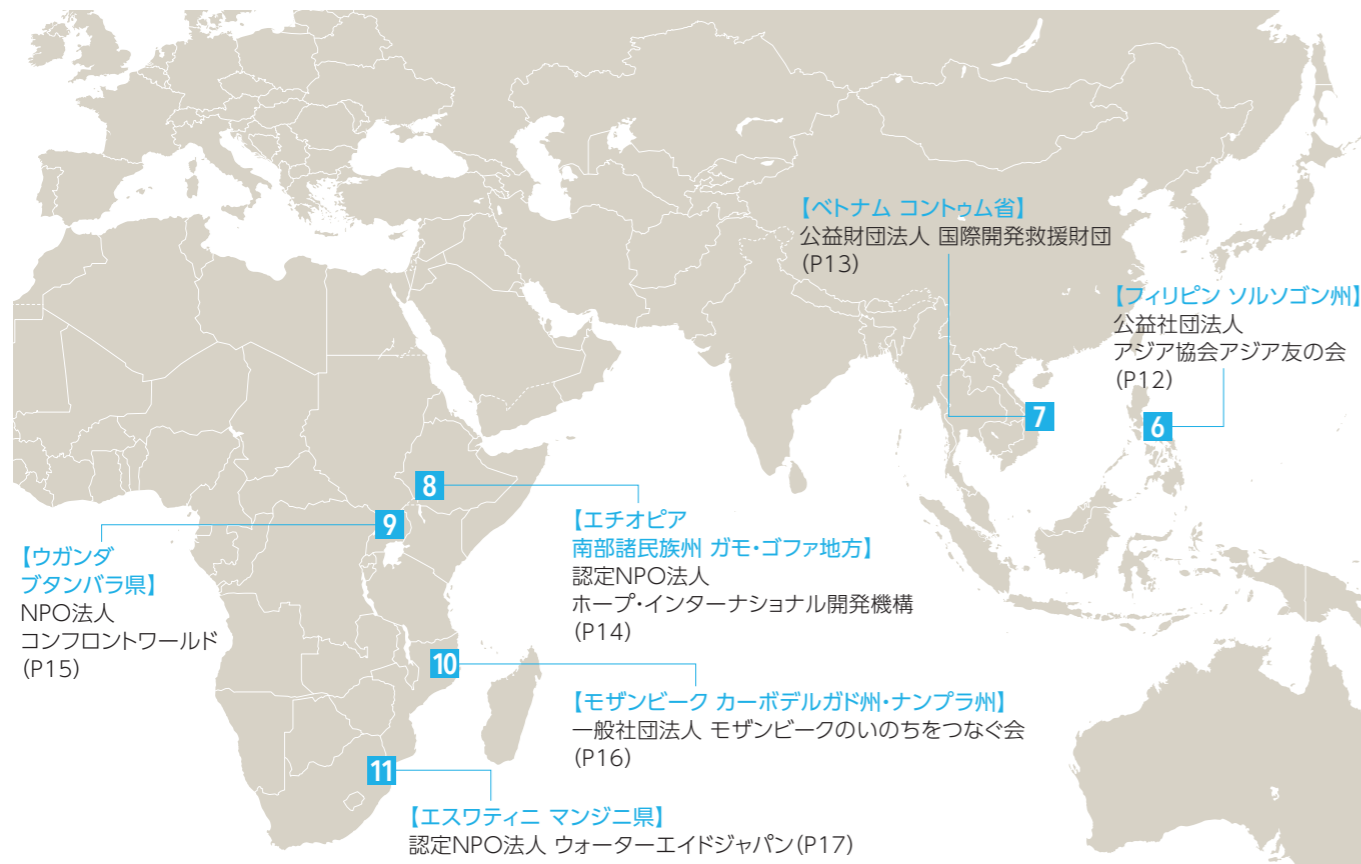 【ベトナム コントゥム省】
公益財団法人 国際開発救援財団
(P13)
【フィリピン ソルソゴン州】
公益社団法人
アジア協会アジア友の会
(P12)
7
6
8
9
【エチオピア
南部諸民族州 ガモ・ゴファ地方】
認定NPO法人
ホープ・インターナショナル開発機構
(P14)
【ウガンダ
ブタンバラ県】
NPO法人
コンフロントワールド
(P15)
10
【モザンビーク カーボデルガド州・ナンプラ州】
一般社団法人 モザンビークのいのちをつなぐ会
(P16)
11
【エスワティニ マンジニ県】
認定NPO法人 ウォーターエイドジャパン(P17)